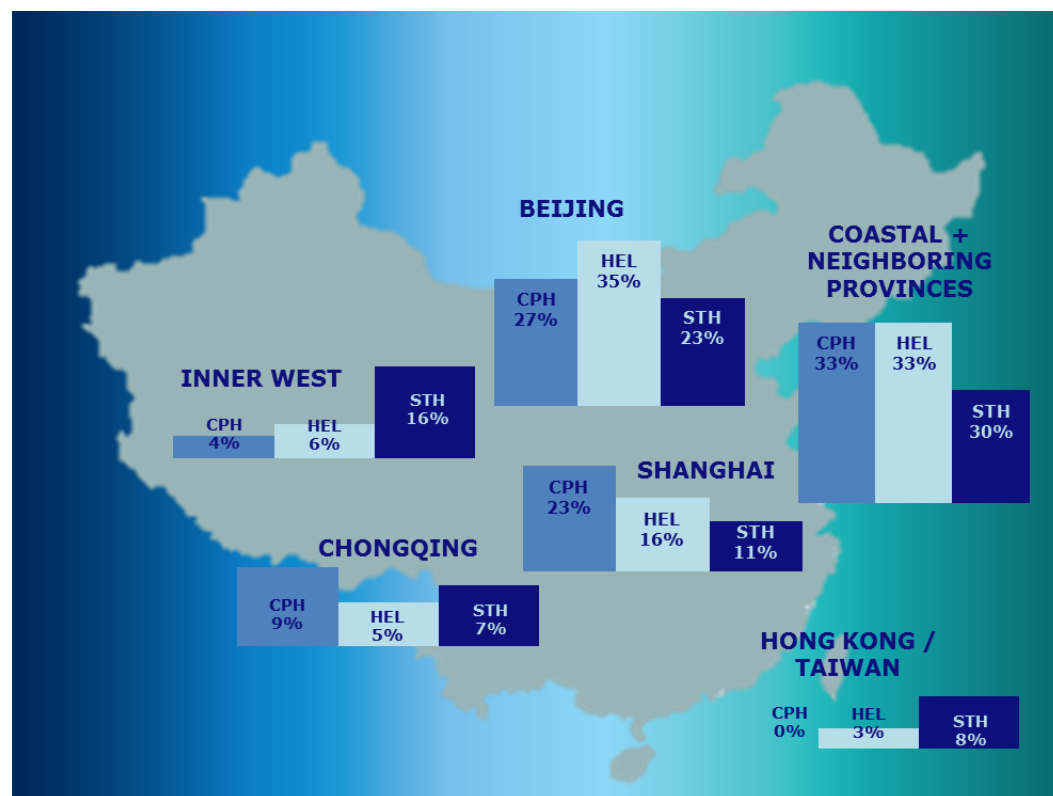 BEIJING
CPH
27%
HEL
35%
STH
23%
COASTAL +
NEIGHBORING
PROVINCES
CPH
33%
HEL
33%
STH
30%
INNER WEST
CPH
4%
HEL
6%
STH
16%
SHANGHAI
CPH
23%
HEL
16%
STH
11%
CHONGQING
CPH
9%
HEL
5%
STH
7%
HONG KONG /
TAIWAN
CPH
0%
HEL
3%
STH
8%